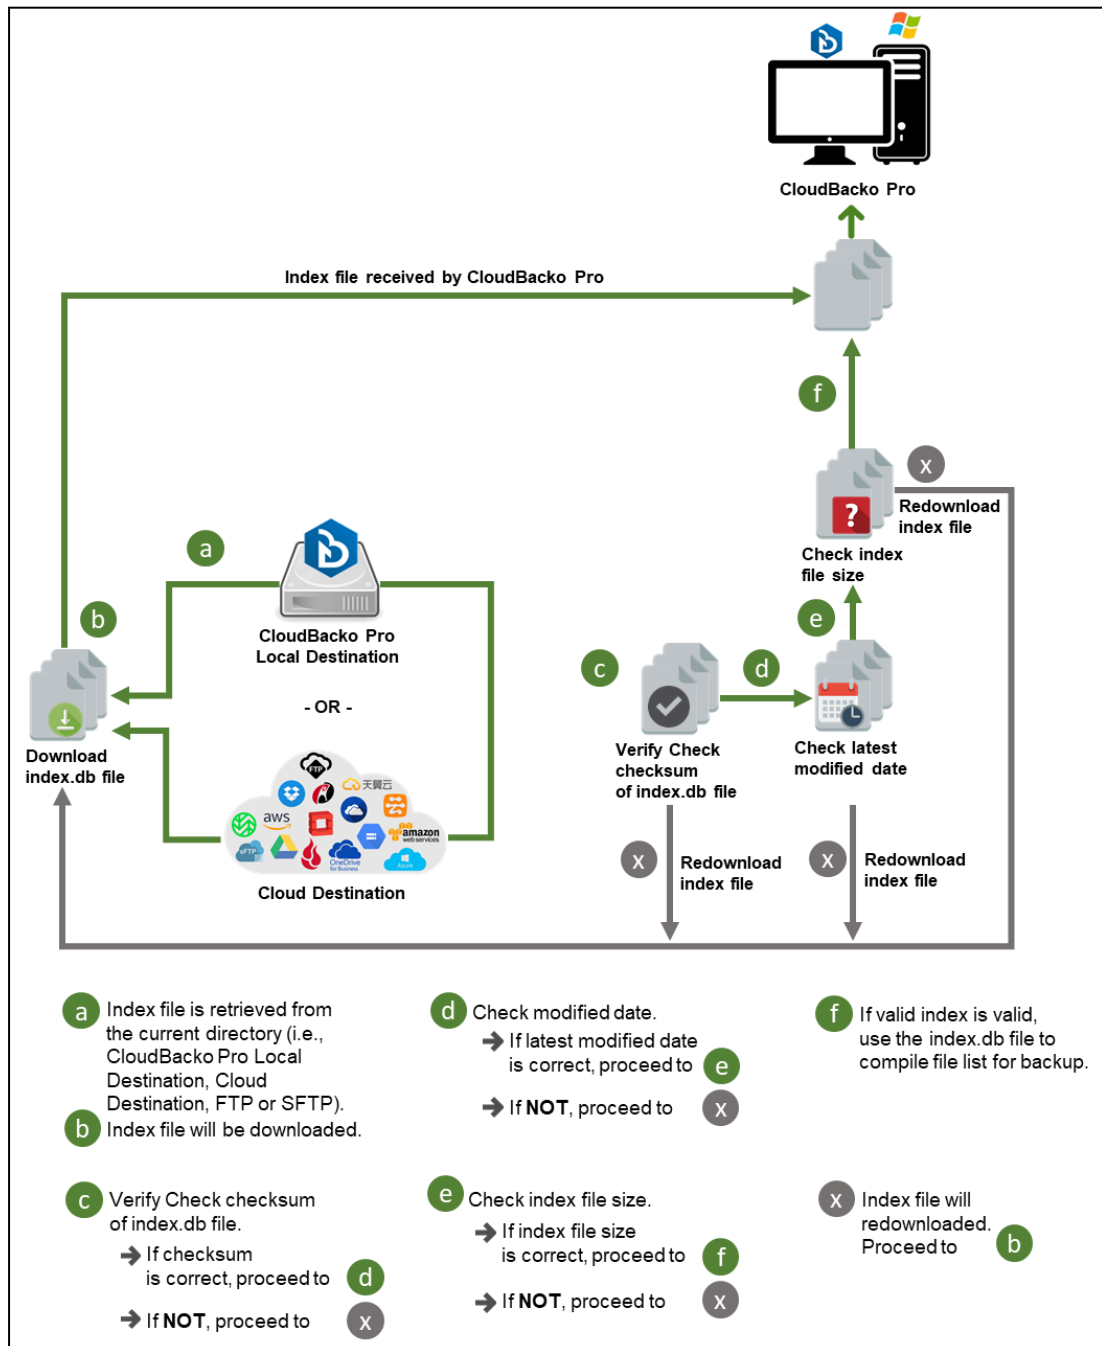 CloudBacko Pro
Index file received by CloudBacko Pro
f
x
Redownload
index file
?
Check index
file size
a
e
b
CloudBacko Pro
Local Destination
c
d
- OR -
Download
index.db file
Verify Check
checksum
of index.db file
Check latest
modified date
FTP
天翼云
aws
amazon
web services
SFTP
OneDrive
for Business
Azure
Cloud Destination
x
Redownload
index file
x
Redownload
index file
a Index file is retrieved from
the current directory (i.e.,
CloudBacko Pro Local
Destination, Cloud
Destination, FTP or SFTP).
b Index file will be downloaded.
c Verify Check checksum
of index.db file.
➔ If checksum
is correct, proceed to d
➔ If NOT, proceed to x
d Check modified date.
➔ If latest modified date
is correct, proceed to e
➔ If NOT, proceed to x
e Check index file size.
➔ If index file size
is correct, proceed to f
➔ If NOT, proceed to x
f If valid index is valid,
use the index.db file to
compile file list for backup.
x Index file will
redownloaded.
Proceed to b